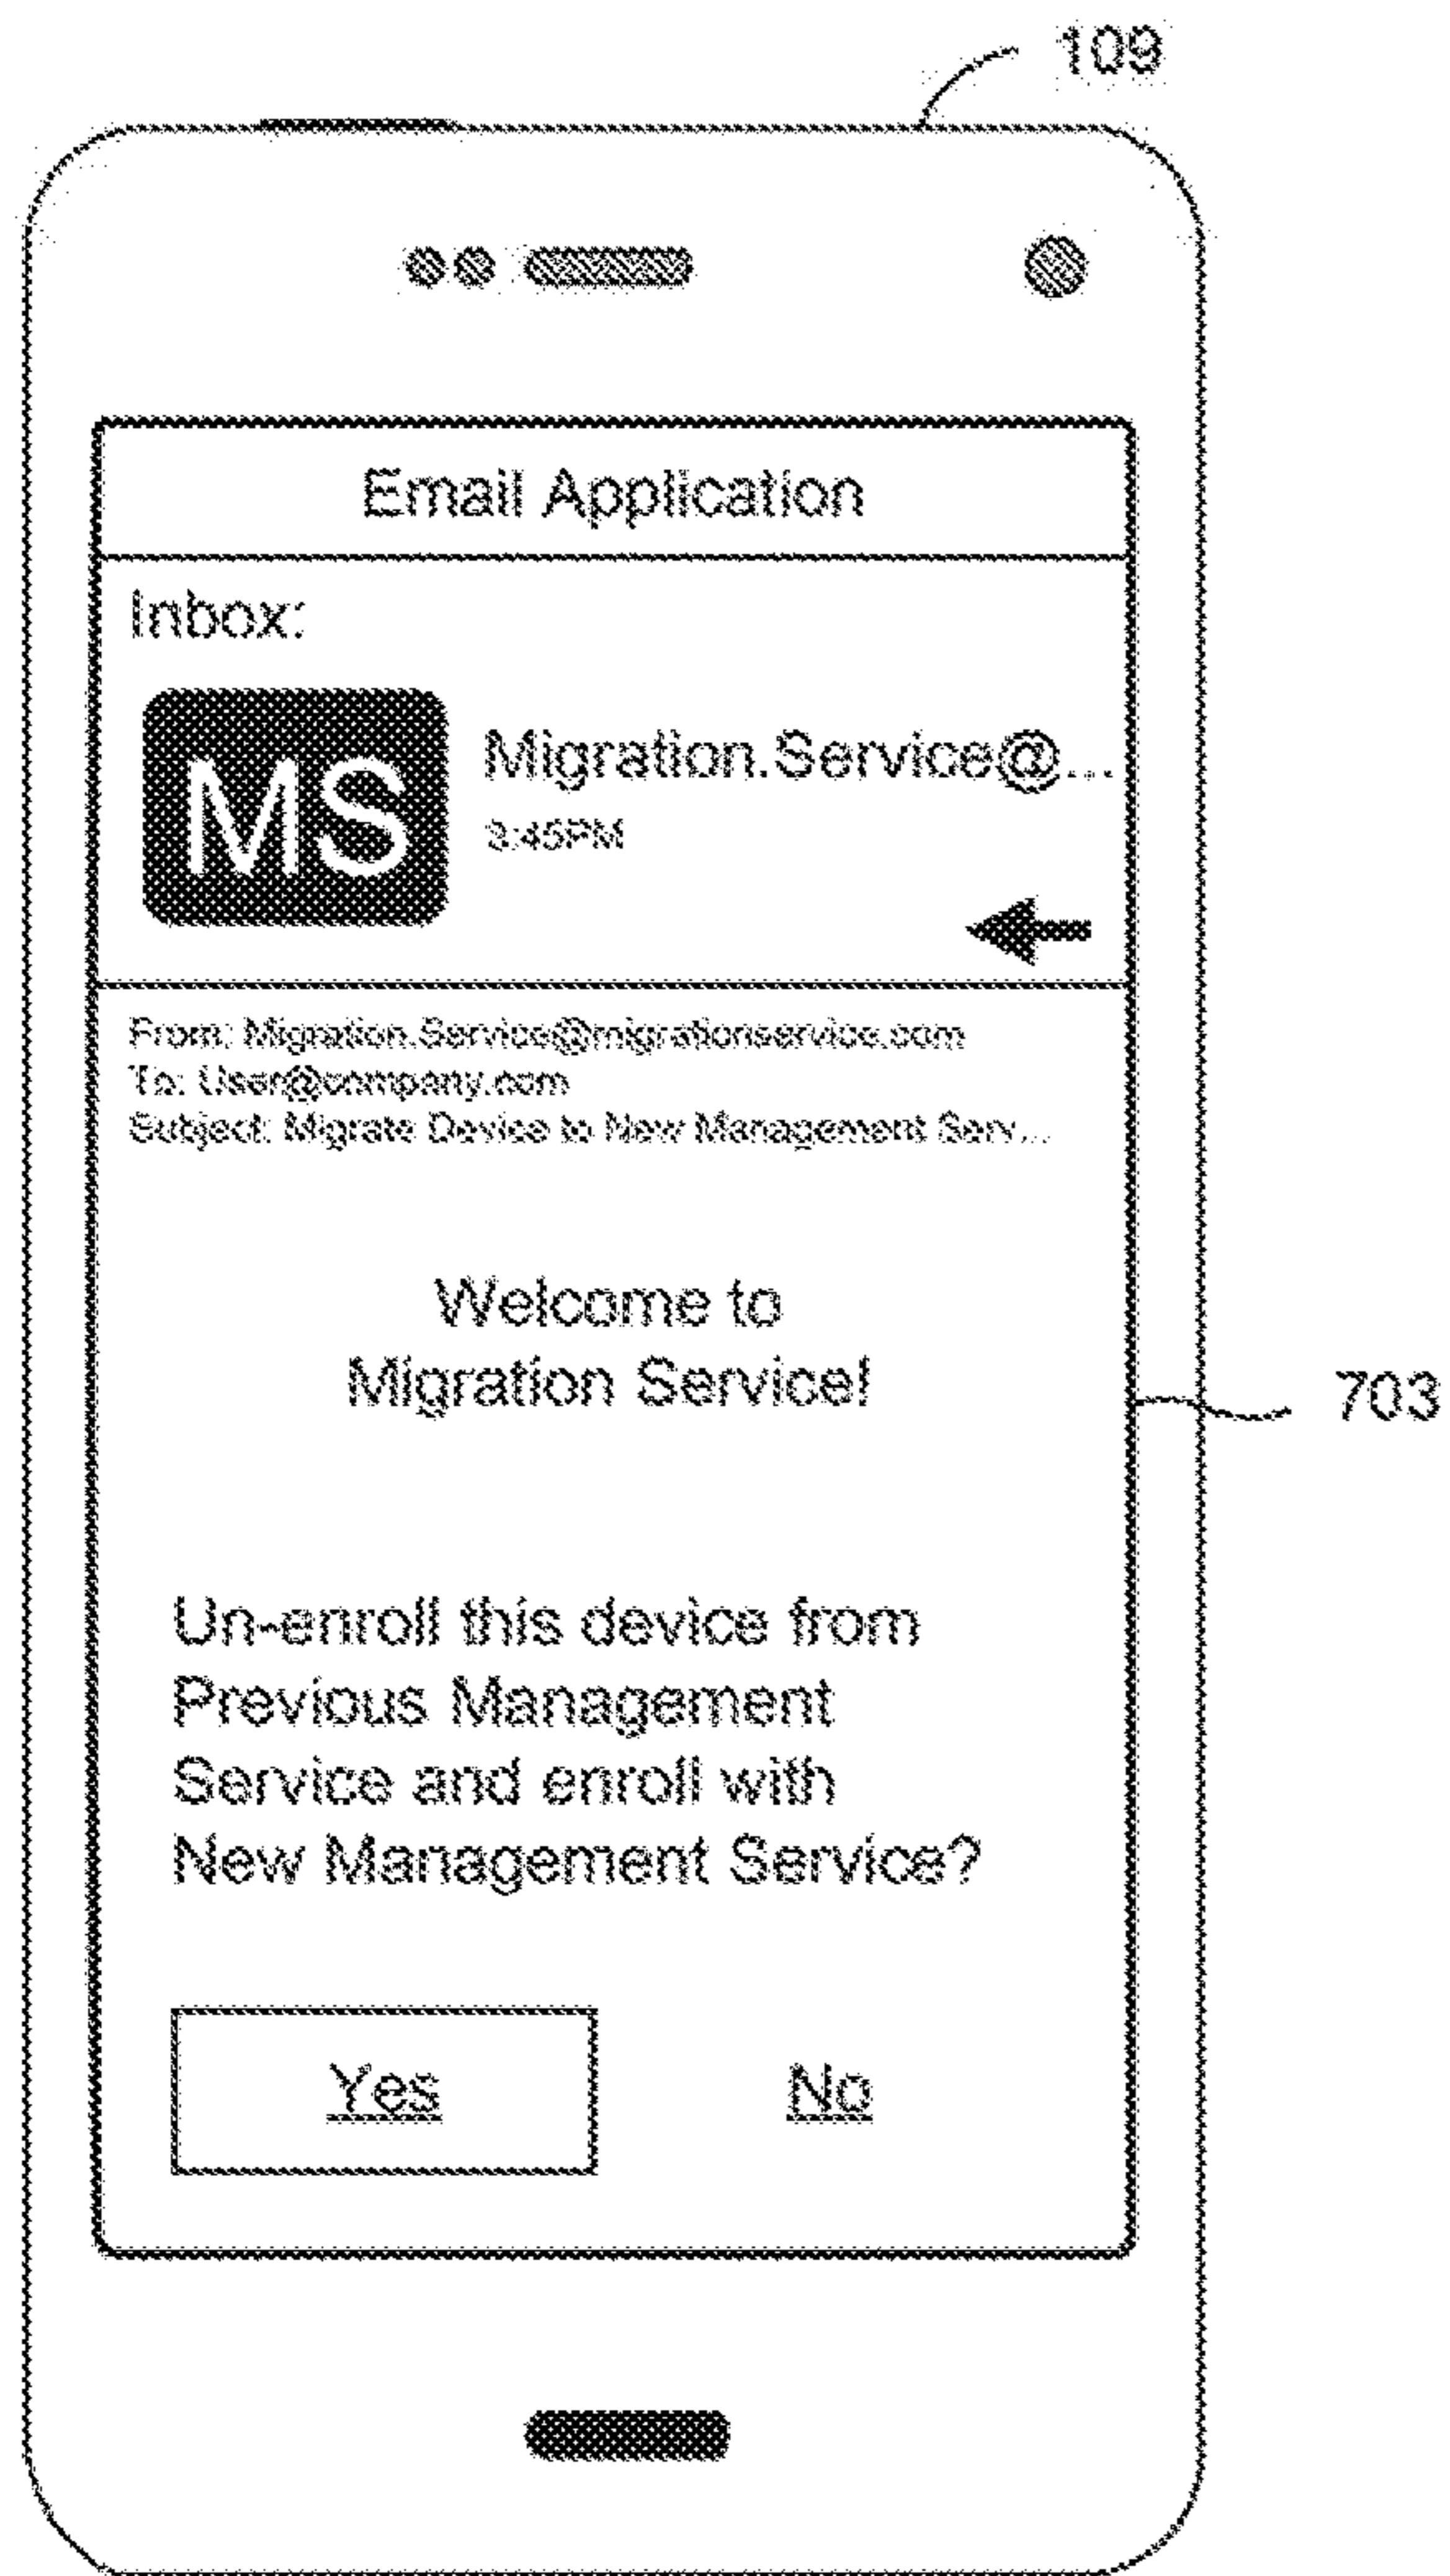 109
Email Application
Inbox:
MS
Migration.Service@...
3:45PM
From: Migration.Service@migrationservice.com
To: User@company.com
Subject: Migrate Device to New Management Serv...
Welcome to
Migration Service!
703
Un-enroll this device from
Previous Management
Service and enroll with
New Management Service?
Yes
No